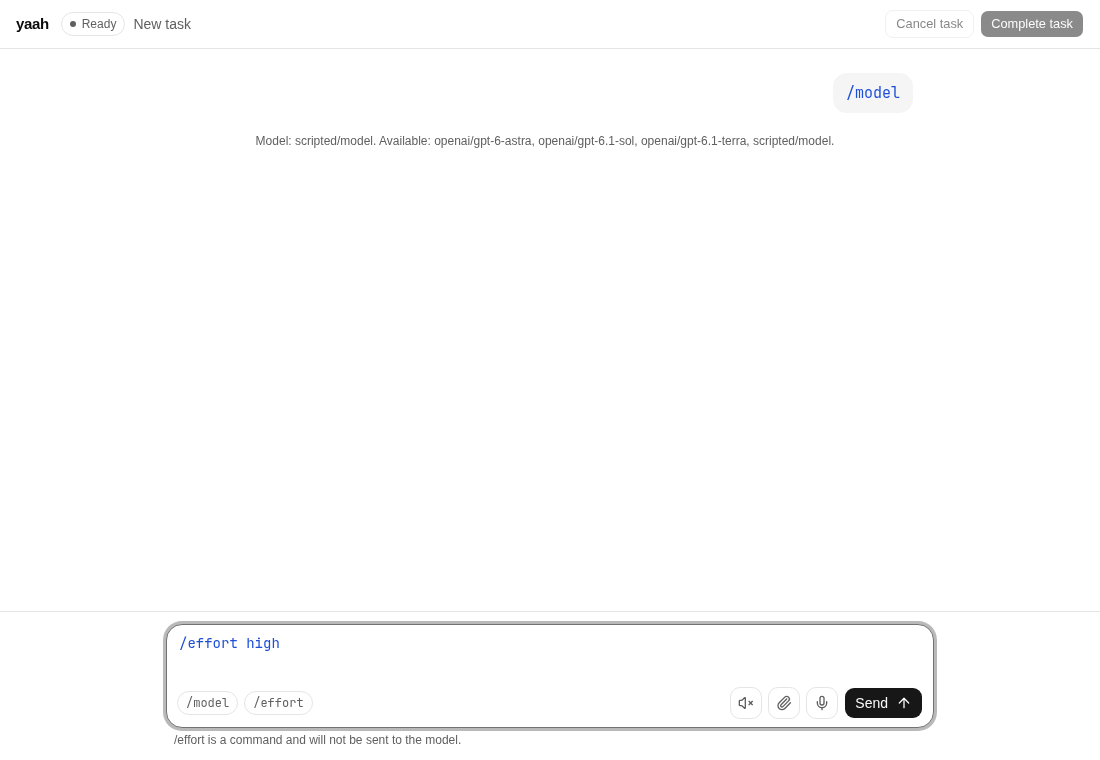 yaah Ready New task Cancel task Complete task
/model
Model: scripted/model. Available: openai/gpt-6-astra, openai/gpt-6.1-sol, openai/gpt-6.1-terra, scripted/model.
/effort high
/model /effort Send
/effort is a command and will not be sent to the model.